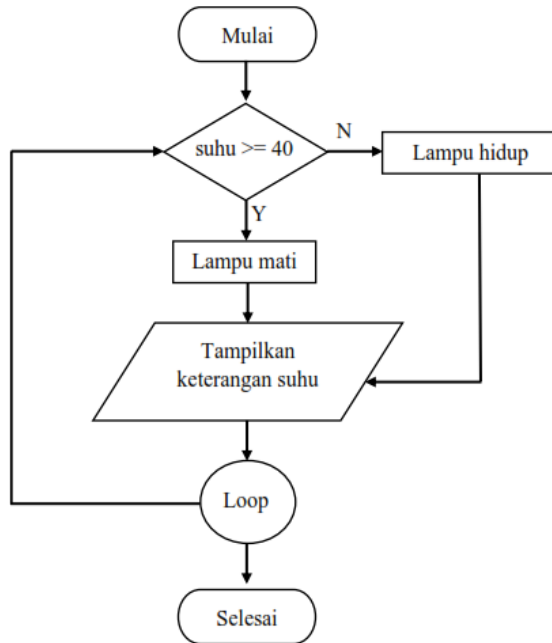 Mulai
suhu >= 40
N
Lampu hidup
Y
Lampu mati
Tampilkan
keterangan suhu
Loop
Selesai